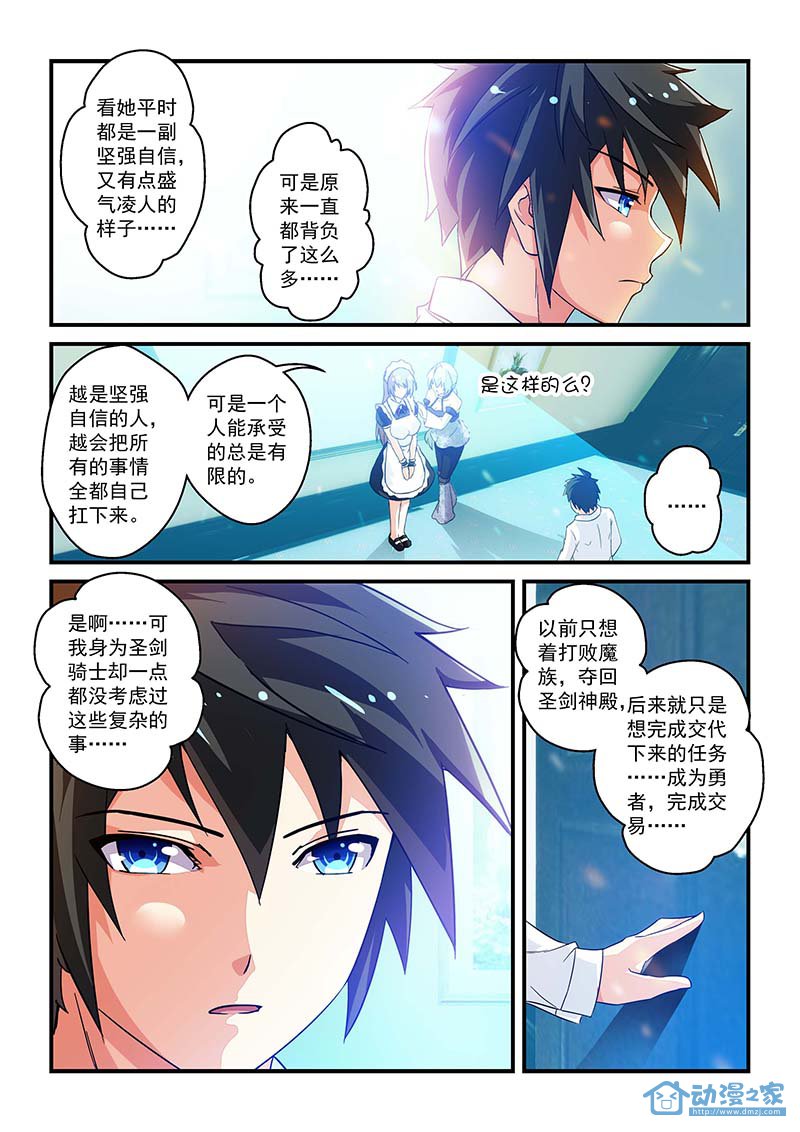 看她平时
都是一副
坚强自信，
又有点盛
气凌人的
样子……
可是原
来一直
都背负
了这么
多……
越是坚强
自信的人，
越会把所
有的事情
全都自己
扛下来。
可是一个
人能承受
的总是有
限的。
是这样的么？
……
是啊……可
我身为圣剑
骑士却一点
都没考虑过
这些复杂的
事……
以前只想
着打败魔
族，夺回
圣剑神殿，
后来就只是
想完成交代
下来的任务
……成为勇
者，完成交
易……
动漫之家
http://www.dmzj.com